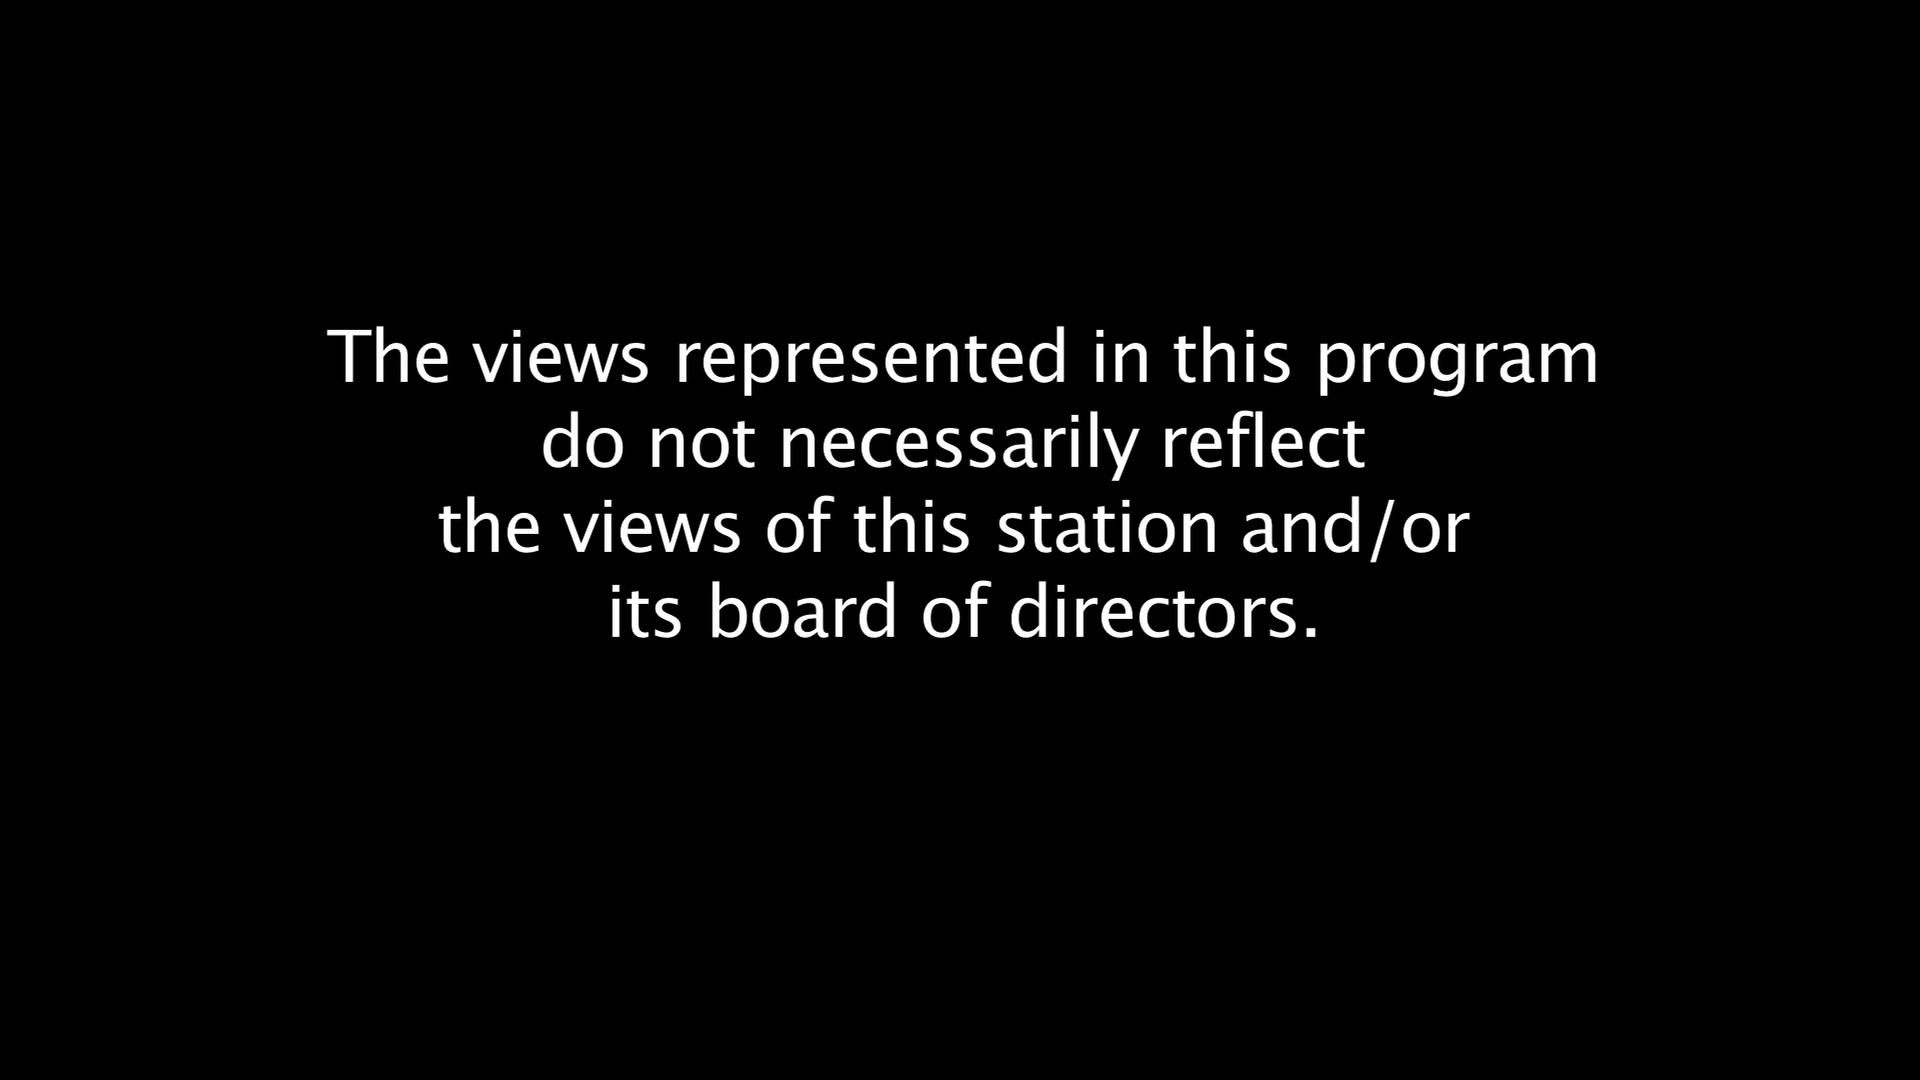 The views represented in this program
do not necessarily reflect
the views of this station and/or
its board of directors.